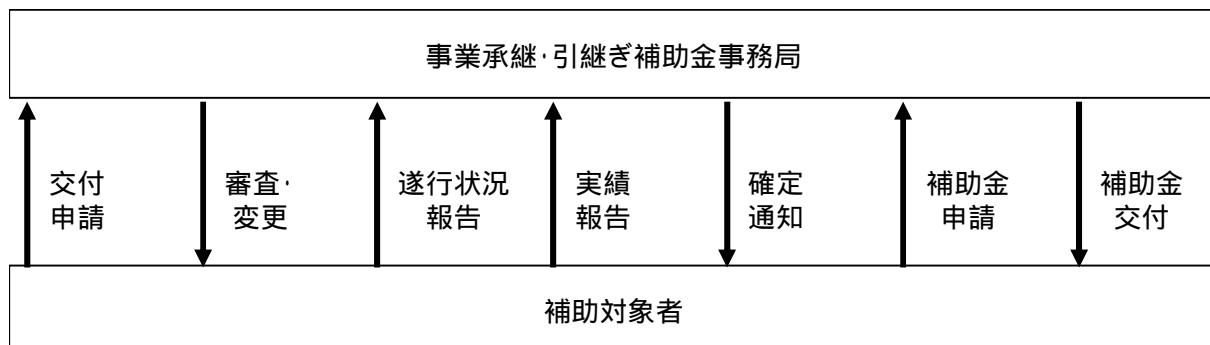 事業承継･引継ぎ補助金事務局
交付
申請
審査･
変更
遂行状況
報告
実績
報告
確定
通知
補助金
申請
補助金
交付
補助対象者